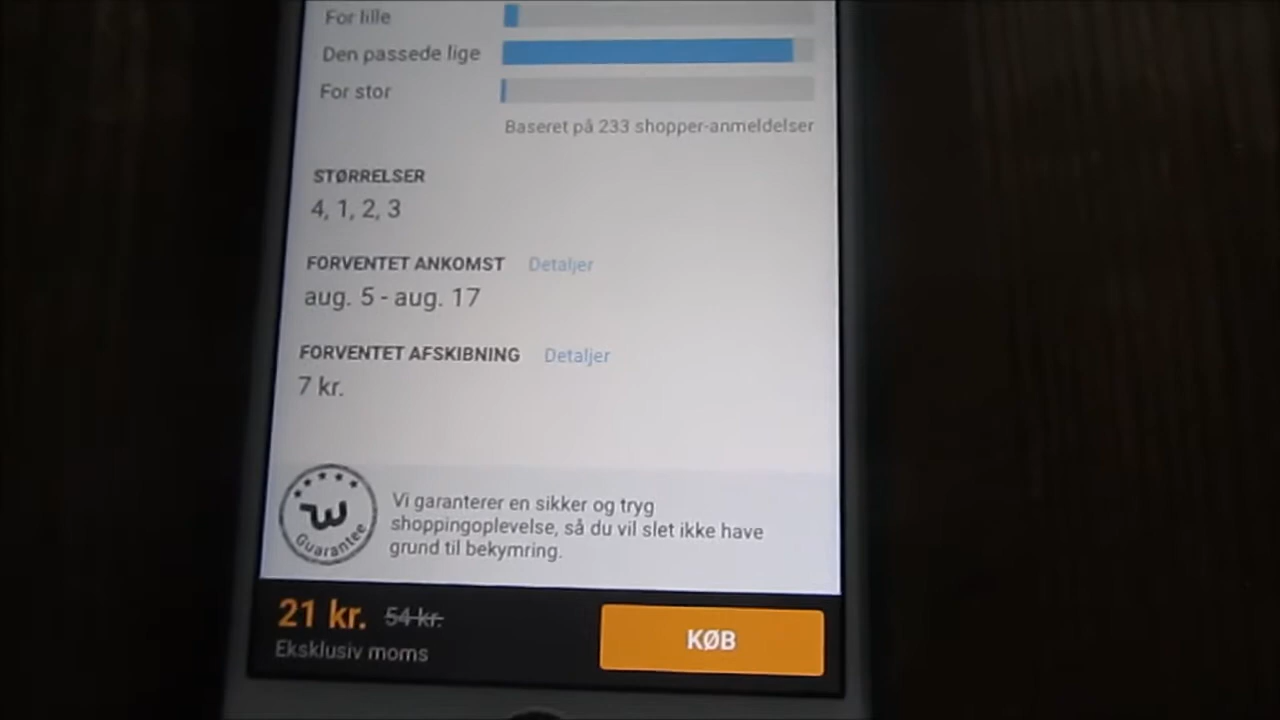 For lille
Den passede lige
For stor
Baseret på 233 shopper-anmeldelser
STØRRELSER
4, 1, 2, 3
FORVENTET ANKOMST Detaljer
aug. 5 - aug. 17
FORVENTET AFSKIBNING Detaljer
7 kr.
W
Guarantee
Vi garanterer en sikker og tryg
shoppingoplevelse, så du vil slet ikke have
grund til bekymring.
21 kr. 54 kr.
Eksklusiv moms
KØB